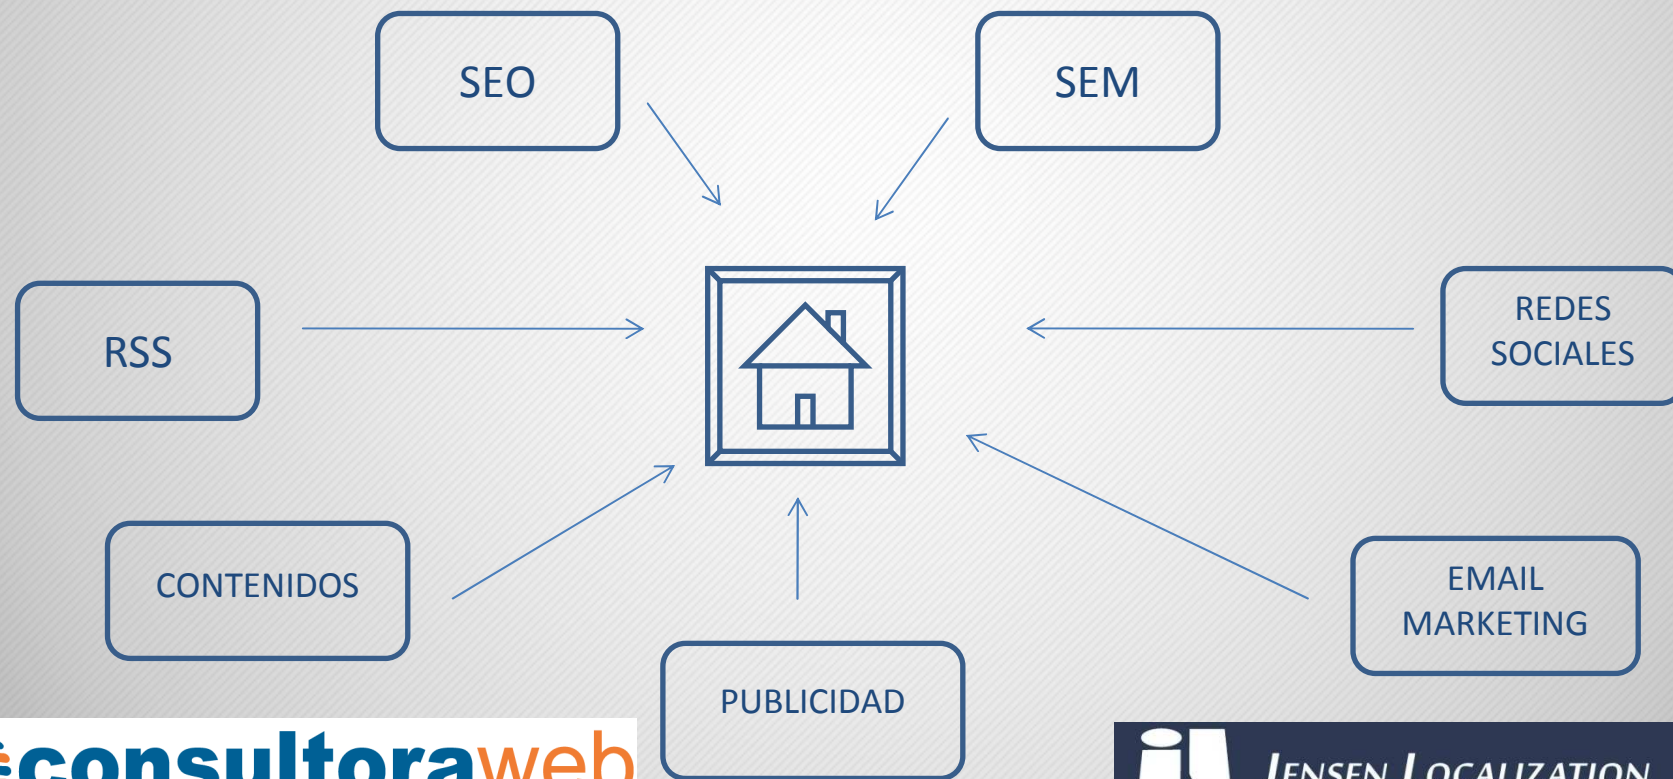 SEO
SEM
RSS
REDES
SOCIALES
CONTENIDOS
EMAIL
MARKETING
PUBLICIDAD
consultoraweb
JENSEN LOCALIZATION